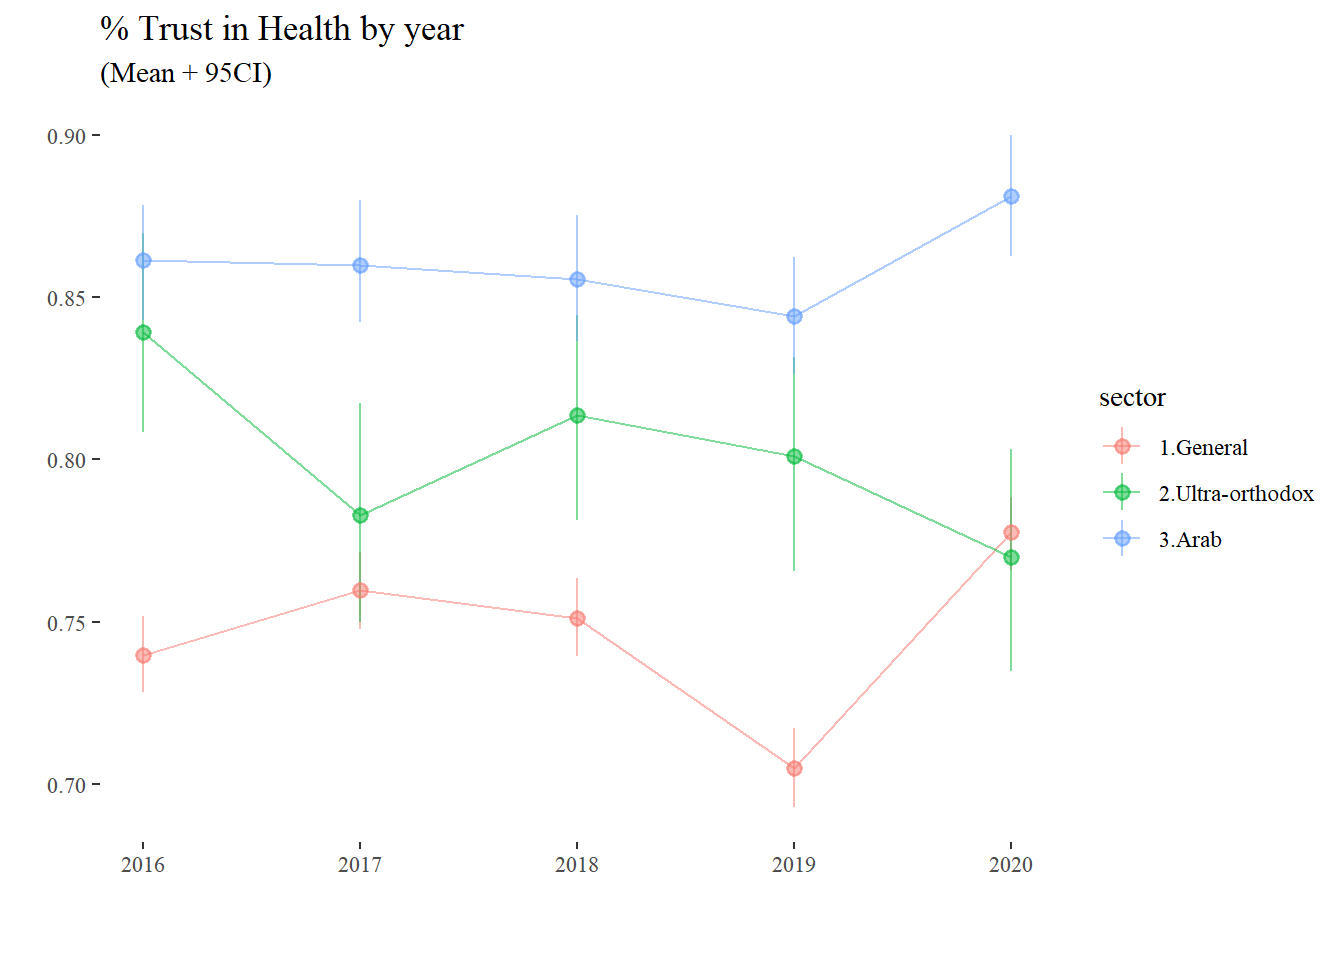 % Trust in Health by year
(Mean + 95CI)
0.90
0.85
0.80
0.75
0.70
2016 2017 2018 2019 2020
sector
1.General
2.Ultra-orthodox
3.Arab